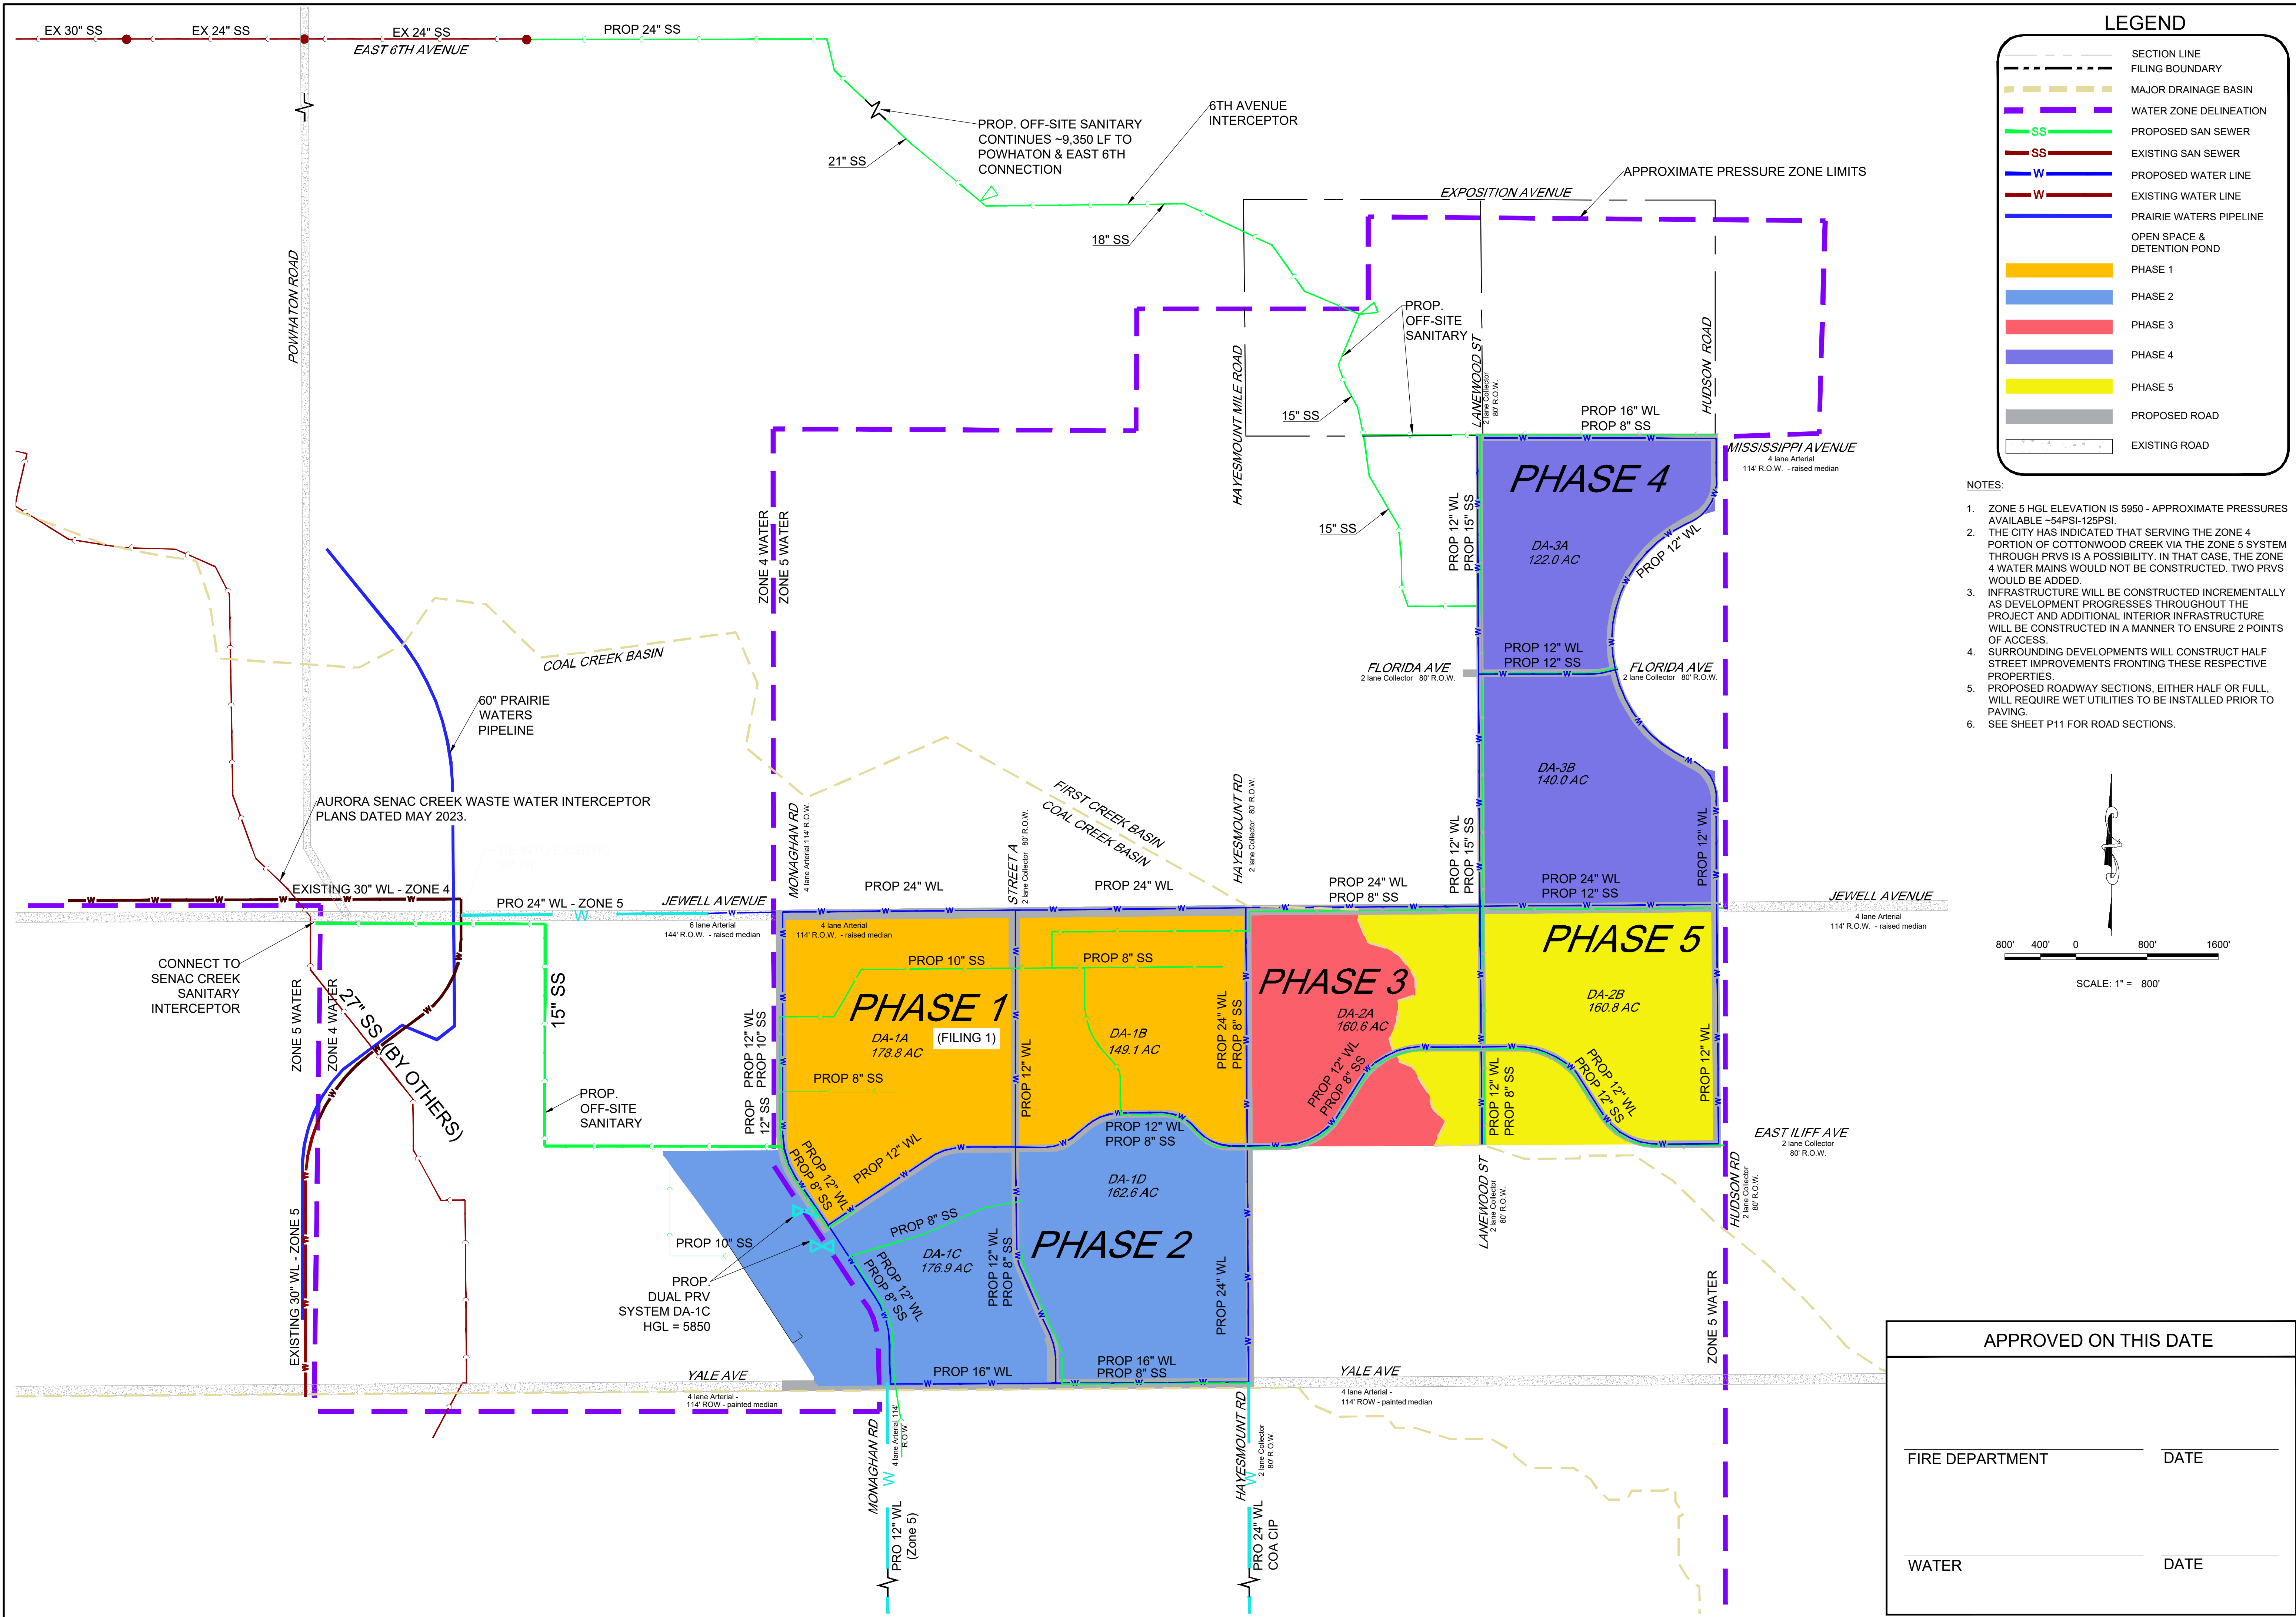 EX 30" SS
EX 24" SS
EX 24" SS
EAST 6TH AVENUE
PROP 24" SS
PROP. OFF-SITE SANITARY
CONTINUES ~9,350 LF TO
POWHATON & EAST 6TH
CONNECTION
6TH AVENUE
INTERCEPTOR
21" SS
18" SS
APPROXIMATE PRESSURE ZONE LIMITS
EXPOSITION AVENUE
POWHATON ROAD
HAYESMOUNT MILE ROAD
PROP.
OFF-SITE
SANITARY
LANEWOOD ST
2 lane Collector
80' R.O.W.
HUDSON ROAD
15" SS
15" SS
PROP 16" WL
PROP 8" SS
MISSISSIPPI AVENUE
4 lane Arterial
114' R.O.W. - raised median
PHASE 4
DA-3A
122.0 AC
PROP 12" WL
PROP 15" SS
PROP 12" WL
ZONE 4 WATER
ZONE 5 WATER
PROP 12" WL
PROP 12" SS
FLORIDA AVE
2 lane Collector 80' R.O.W.
FLORIDA AVE
2 lane Collector 80' R.O.W.
COAL CREEK BASIN
60" PRAIRIE
WATERS
PIPELINE
DA-3B
140.0 AC
AURORA SENAC CREEK WASTE WATER INTERCEPTOR
PLANS DATED MAY 2023.
MONAGHAN RD
4 lane Arterial 114' R.O.W.
STREET A
2 lane Collector 80' R.O.W.
FIRST CREEK BASIN
COAL CREEK BASIN
HAYESMOUNT RD
2 lane Collector 80' R.O.W.
PROP 12" WL
PROP 15" SS
PROP 12" WL
EXISTING 30" WL - ZONE 4
PRO 24" WL - ZONE 5
JEWELL AVENUE
6 lane Arterial
144' R.O.W. - raised median
4 lane Arterial
114' R.O.W. - raised median
PROP 24" WL
PROP 24" WL
PROP 24" WL
PROP 8" SS
PROP 24" WL
PROP 12" SS
JEWELL AVENUE
4 lane Arterial
114' R.O.W. - raised median
CONNECT TO
SENAC CREEK
SANITARY
INTERCEPTOR
ZONE 5 WATER
ZONE 4 WATER
27" SS (BY OTHERS)
15" SS
PROP.
OFF-SITE
SANITARY
PROP 10" SS
PROP 8" SS
PHASE 1
(FILING 1)
DA-1A
178.8 AC
DA-1B
149.1 AC
PROP 8" SS
PROP 12" WL
PROP 10" SS
PROP
12" SS
PROP 12" WL
PROP 24" WL
PROP 8" SS
PHASE 3
DA-2A
160.6 AC
PROP 12" WL
PROP 8" SS
PHASE 5
DA-2B
160.8 AC
PROP 12" WL
PROP 8" SS
PROP 12" WL
PROP 12" SS
PROP 12" WL
EAST ILIFF AVE
2 lane Collector
80' R.O.W.
PROP 12" WL
PROP 8" SS
PROP 12" WL
PROP 12" WL
PROP 8" SS
DA-1D
162.6 AC
PHASE 2
PROP 8" SS
DA-1C
176.9 AC
PROP 10" SS
PROP.
DUAL PRV
SYSTEM DA-1C
HGL = 5850
PROP 12" WL
PROP 8" SS
PROP 12" WL
PROP 8" SS
PROP 24" WL
LANEWOOD ST
2 lane Collector
80' R.O.W.
HUDSON RD
2 lane Collector
80' R.O.W.
ZONE 5 WATER
EXISTING 30" WL - ZONE 5
YALE AVE
4 lane Arterial -
114' ROW - painted median
PROP 16" WL
PROP 16" WL
PROP 8" SS
YALE AVE
4 lane Arterial -
114' ROW - painted median
MONAGHAN RD
4 lane Arterial 114'
R.O.W.
W
PRO 12" WL
(Zone 5)
HAYESMOUNT RD
2 lane Collector
80' R.O.W.
W
PRO 24" WL
COA CIP
LEGEND
SECTION LINE
FILING BOUNDARY
MAJOR DRAINAGE BASIN
WATER ZONE DELINEATION
SS PROPOSED SAN SEWER
SS EXISTING SAN SEWER
W PROPOSED WATER LINE
W EXISTING WATER LINE
PRAIRIE WATERS PIPELINE
OPEN SPACE &
DETENTION POND
PHASE 1
PHASE 2
PHASE 3
PHASE 4
PHASE 5
PROPOSED ROAD
EXISTING ROAD
NOTES:
1. ZONE 5 HGL ELEVATION IS 5950 - APPROXIMATE PRESSURES
AVAILABLE ~54PSI-125PSI.
2. THE CITY HAS INDICATED THAT SERVING THE ZONE 4
PORTION OF COTTONWOOD CREEK VIA THE ZONE 5 SYSTEM
THROUGH PRVS IS A POSSIBILITY. IN THAT CASE, THE ZONE
4 WATER MAINS WOULD NOT BE CONSTRUCTED. TWO PRVS
WOULD BE ADDED.
3. INFRASTRUCTURE WILL BE CONSTRUCTED INCREMENTALLY
AS DEVELOPMENT PROGRESSES THROUGHOUT THE
PROJECT AND ADDITIONAL INTERIOR INFRASTRUCTURE
WILL BE CONSTRUCTED IN A MANNER TO ENSURE 2 POINTS
OF ACCESS.
4. SURROUNDING DEVELOPMENTS WILL CONSTRUCT HALF
STREET IMPROVEMENTS FRONTING THESE RESPECTIVE
PROPERTIES.
5. PROPOSED ROADWAY SECTIONS, EITHER HALF OR FULL,
WILL REQUIRE WET UTILITIES TO BE INSTALLED PRIOR TO
PAVING.
6. SEE SHEET P11 FOR ROAD SECTIONS.
800' 400' 0 800' 1600'
SCALE: 1" = 800'
APPROVED ON THIS DATE
FIRE DEPARTMENT DATE
WATER DATE